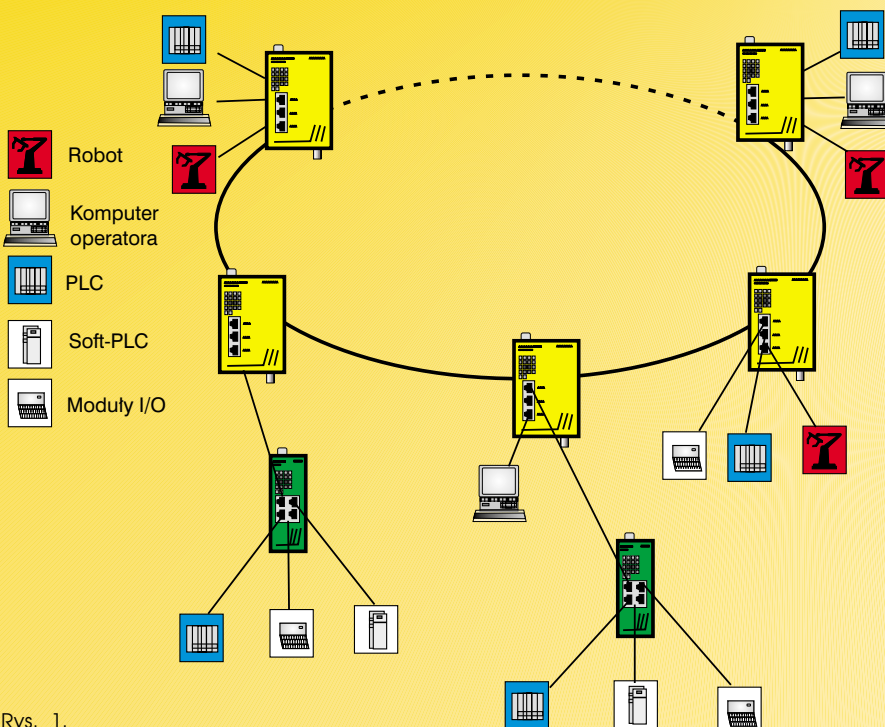 Robot
Komputer
operatora
PLC
Soft-PLC
Moduły I/O
Rys. 1.